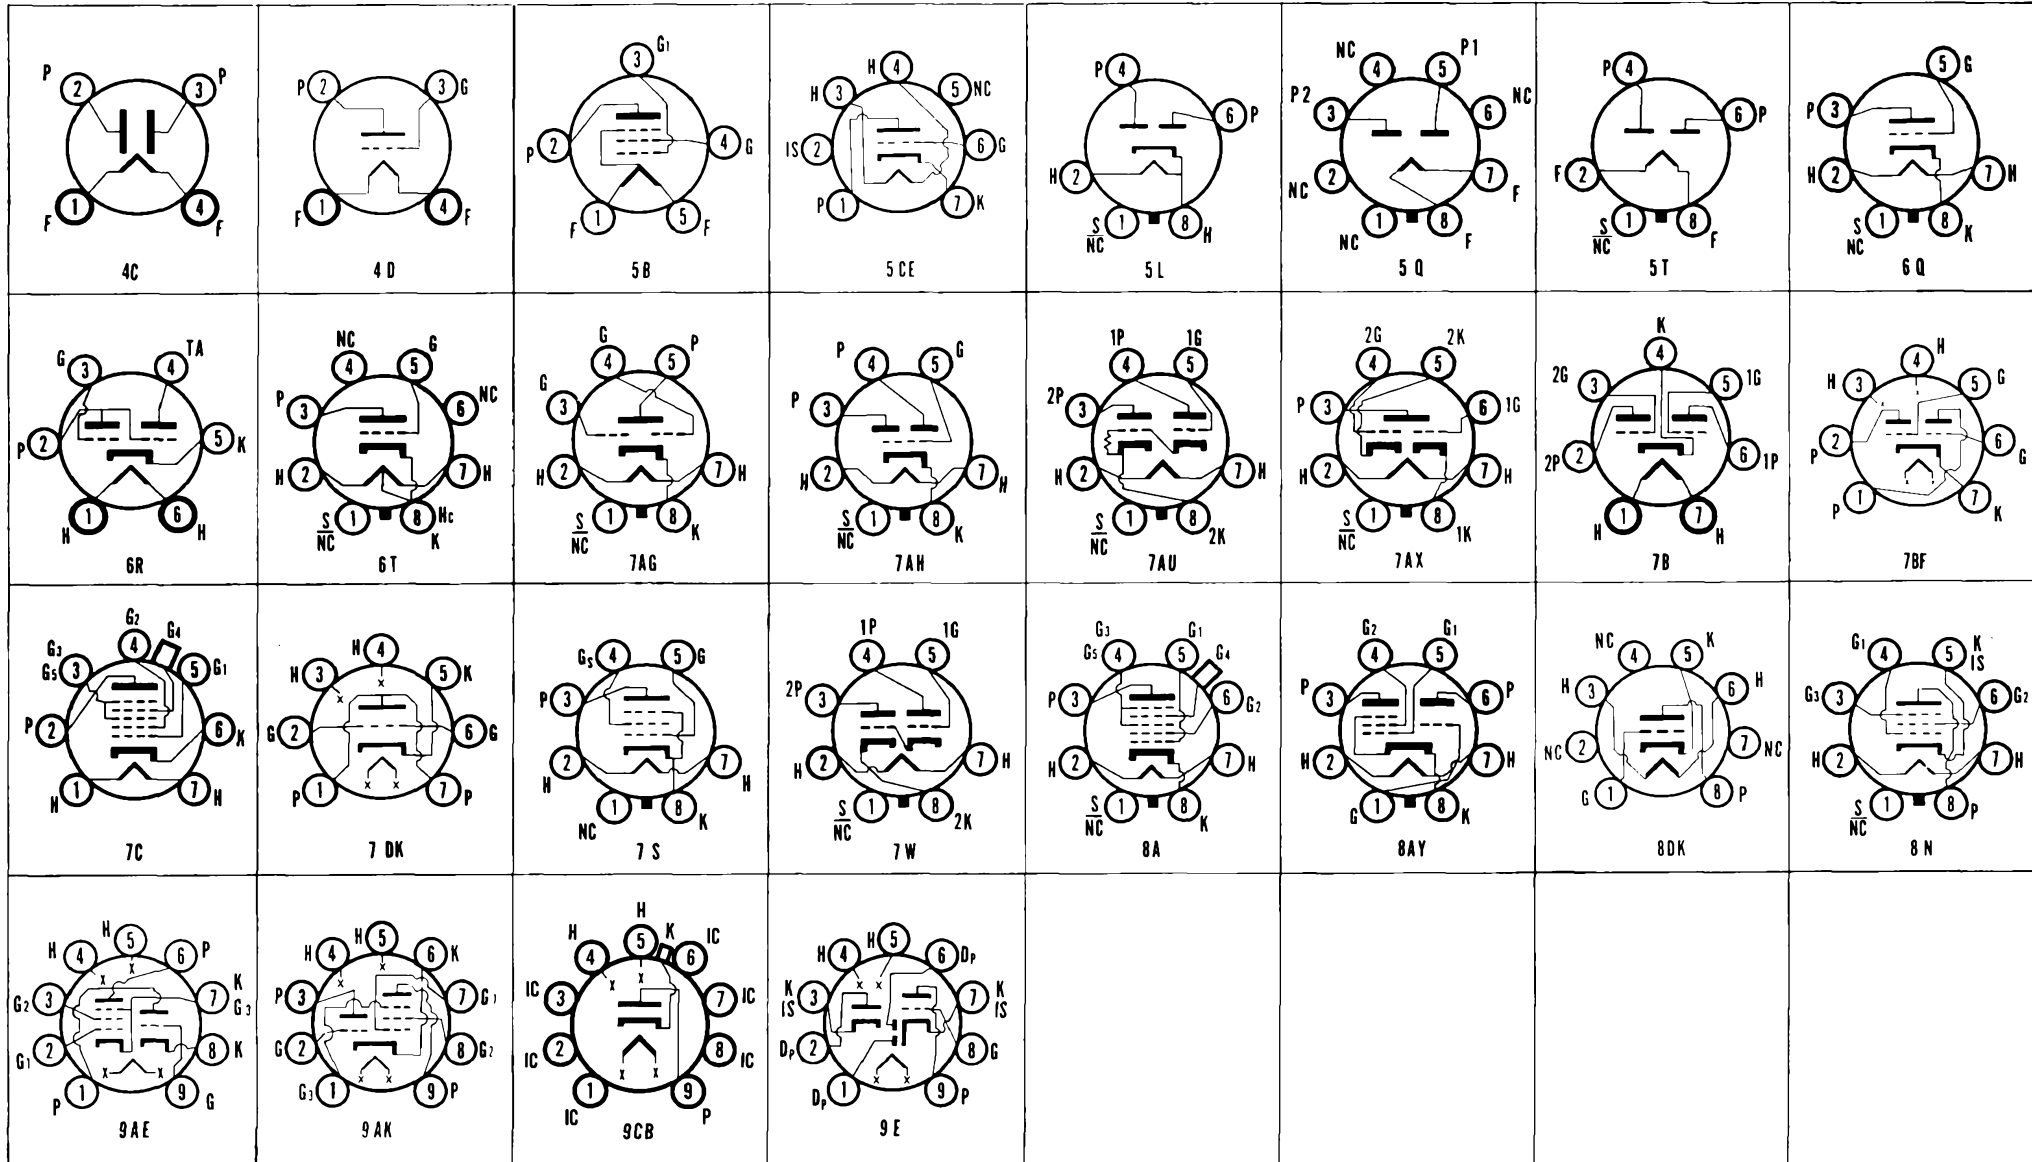 P 2 3 P
F 1 4 F
4C
P 2 3 G
F 1 4 F
4D
3 G1
P 2 4 G
F 1 5 F
5B
H 4
H 3 5 NC
IS 2 6 G
P 1 7 K
5CE
P 4
6 P
H 2
S/NC 1 8 H
5L
NC 4 5 P1
P2 3 6 NC
NC 2 7 F
NC 1 8 F
5Q
P 4
6 P
F 2
S/NC 1 8 F
5T
5 G
P 3
H 2 7 H
S NC 1 8 K
6Q
G 3 4 TA
P 2 5 K
H 1 6 H
6R
NC 4 5 G
P 3 6 NC
H 2 7 H
S/NC 1 8 Hc K
6T
G 4 5 P
G 3
H 2 7 H
S/NC 1 8 K
7AG
P 4 5 G
P 3
H 2 7 H
S/NC 1 8 K
7AH
1P 4 5 1G
2P 3
H 2 7 H
S/NC 1 8 2K
7AU
2G 4 5 2K
P 3 6 1G
H 2 7 H
S/NC 1 8 1K
7AX
K 4
2G 3 5 1G
2P 2 6 1P
H 1 7 H
7B
H 4
H 3 5 G
P 2 6 G
P 1 7 K
7BF
G2 4 G4
G3 G5 3 5 G1
P 2 6 K
H 1 7 H
7C
H 4
H 3 5 K
G 2 6 G
P 1 7 P
7DK
Gs 4 5 G
P 3
H 2 7 H
NC 1 8 K
7S
1P 4 5 1G
2P 3
H 2 7 H
S/NC 1 8 2K
7W
G3 G5 4 5 G1 G4
P 3 6 G2
H 2 7 H
S/NC 1 8 K
8A
G2 4 5 G1
P 3 6 P
H 2 7 H
G 1 8 K
8AY
NC 4 5 K
H 3 6 H
NC 2 7 NC
G 1 8 P
8DK
G1 4 5 K IS
G3 3 6 G2
H 2 7 H
S/NC 1 8 P
8N
H 5
H 4 6 P
G2 3 7 K G3
G1 2 8 K
P 1 9 G
9AE
H 5
H 4 6 K
P 3 7 G1
G 2 8 G2
G3 1 9 P
9AK
H 5 K
H 4 6 IC
IC 3 7 IC
IC 2 8 IC
IC 1 9 P
9CB
H 5
H 4 6 DP
K IS 3 7 K IS
DP 2 8 G
DP 1 9 P
9E